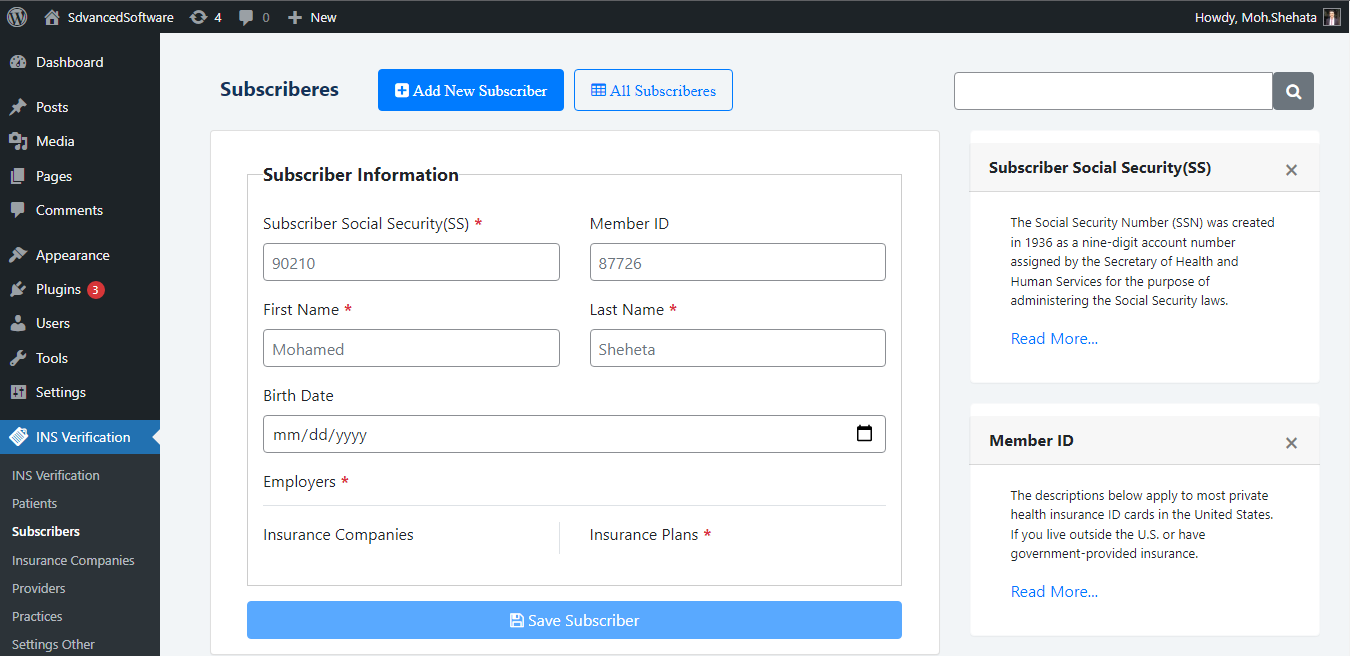 SdvancedSoftware 4 0 New Howdy, Moh.Shehata
Dashboard
Posts
Media
Pages
Comments
Appearance
Plugins 3
Users
Tools
Settings
INS Verification
INS Verification
Patients
Subscribers
Insurance Companies
Providers
Practices
Settings Other
Subscriberes Add New Subscriber All Subscriberes
Subscriber Information
Subscriber Social Security(SS) * Member ID
90210 87726
First Name * Last Name *
Mohamed Sheheta
Birth Date
mm/dd/yyyy
Employers *
Insurance Companies Insurance Plans *
Save Subscriber
Subscriber Social Security(SS) ×
The Social Security Number (SSN) was created
in 1936 as a nine-digit account number
assigned by the Secretary of Health and
Human Services for the purpose of
administering the Social Security laws.
Read More...
Member ID ×
The descriptions below apply to most private
health insurance ID cards in the United States.
If you live outside the U.S. or have
government-provided insurance.
Read More...